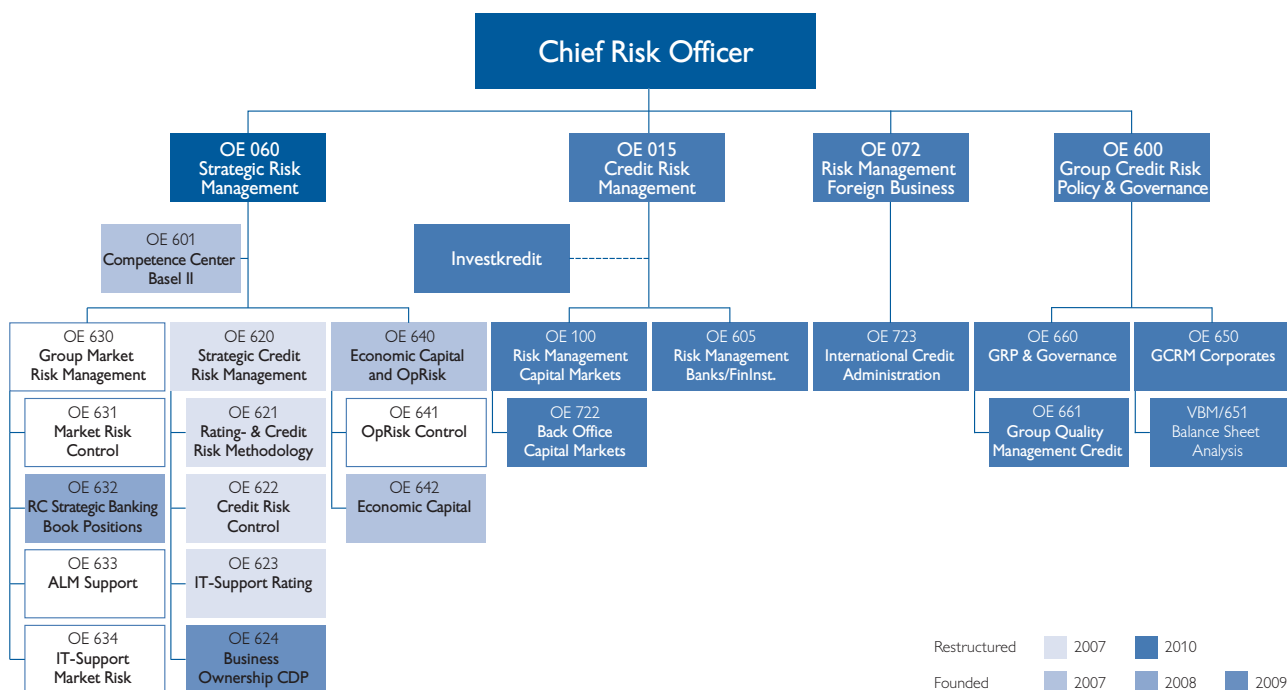 Chief Risk Officer
OE 060
Strategic Risk
Management
OE 015
Credit Risk
Management
OE 072
Risk Management
Foreign Business
OE 600
Group Credit Risk
Policy & Governance
OE 601
Competence Center
Basel II
Investkredit
OE 630
Group Market
Risk Management
OE 620
Strategic Credit
Risk Management
OE 640
Economic Capital
and OpRisk
OE 100
Risk Management
Capital Markets
OE 605
Risk Management
Banks/FinInst.
OE 723
International Credit
Administration
OE 660
GRP & Governance
OE 650
GCRM Corporates
OE 631
Market Risk
Control
OE 621
Rating- & Credit
Risk Methodology
OE 641
OpRisk Control
OE 722
Back Office
Capital Markets
OE 661
Group Quality
Management Credit
VBM/651
Balance Sheet
Analysis
OE 632
RC Strategic Banking
Book Positions
OE 622
Credit Risk
Control
OE 642
Economic Capital
OE 633
ALM Support
OE 623
IT-Support Rating
OE 634
IT-Support
Market Risk
OE 624
Business
Ownership CDP
Restructured 2007 2010
Founded 2007 2008 2009